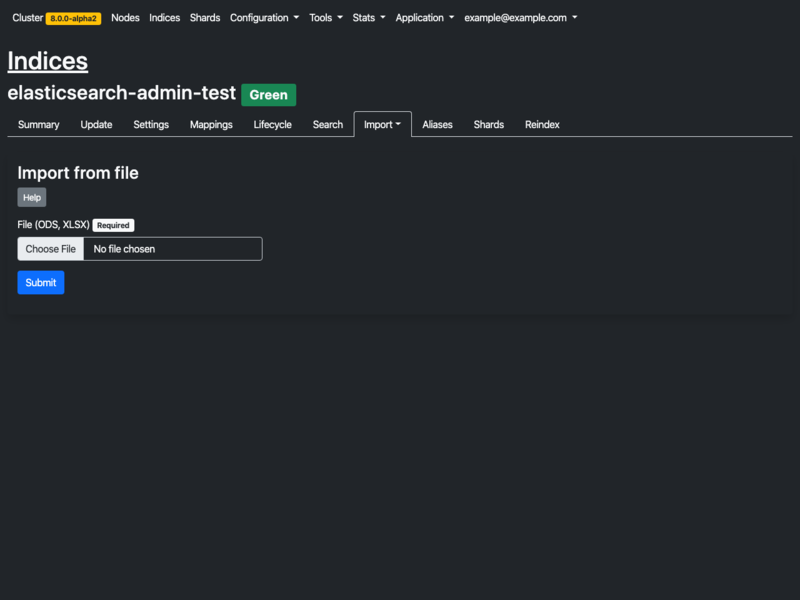 Cluster 8.0.0-alpha2 Nodes Indices Shards Configuration Tools Stats Application example@example.com
Indices
elasticsearch-admin-test Green
Summary Update Settings Mappings Lifecycle Search Import Aliases Shards Reindex
Import from file
Help
File (ODS, XLSX) Required
Choose File No file chosen
Submit